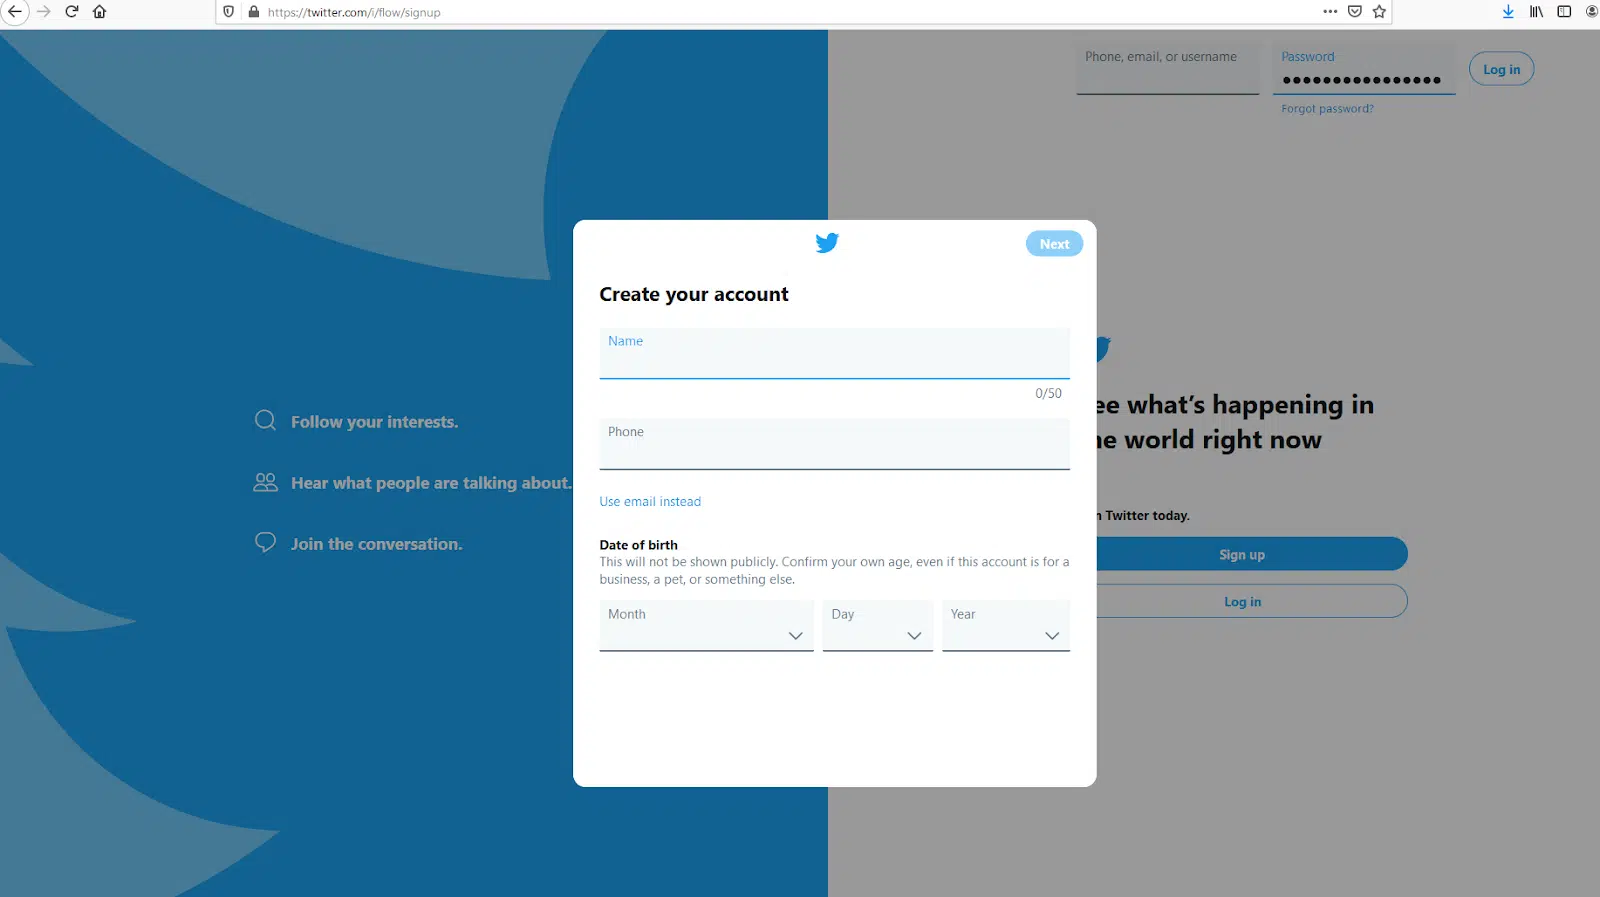 https://twitter.com/i/flow/signup
Phone, email, or username
Password
Log in
Forgot password?
Next
Create your account
Name
0/50
Phone
Use email instead
Date of birth
This will not be shown publicly. Confirm your own age, even if this account is for a
business, a pet, or something else.
Month
Day
Year
Follow your interests.
Hear what people are talking about.
Join the conversation.
ee what's happening in
he world right now
n Twitter today.
Sign up
Log in